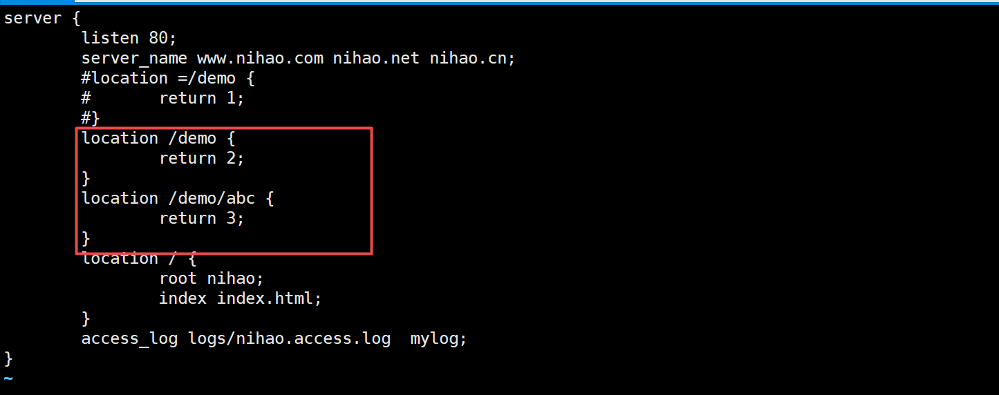 server {
        listen 80;
        server_name www.nihao.com nihao.net nihao.cn;
        #location =/demo {
        #       return 1;
        #}
        location /demo {
                return 2;
        }
        location /demo/abc {
                return 3;
        }
        location / {
                root nihao;
                index index.html;
        }
        access_log logs/nihao.access.log  mylog;
}
~